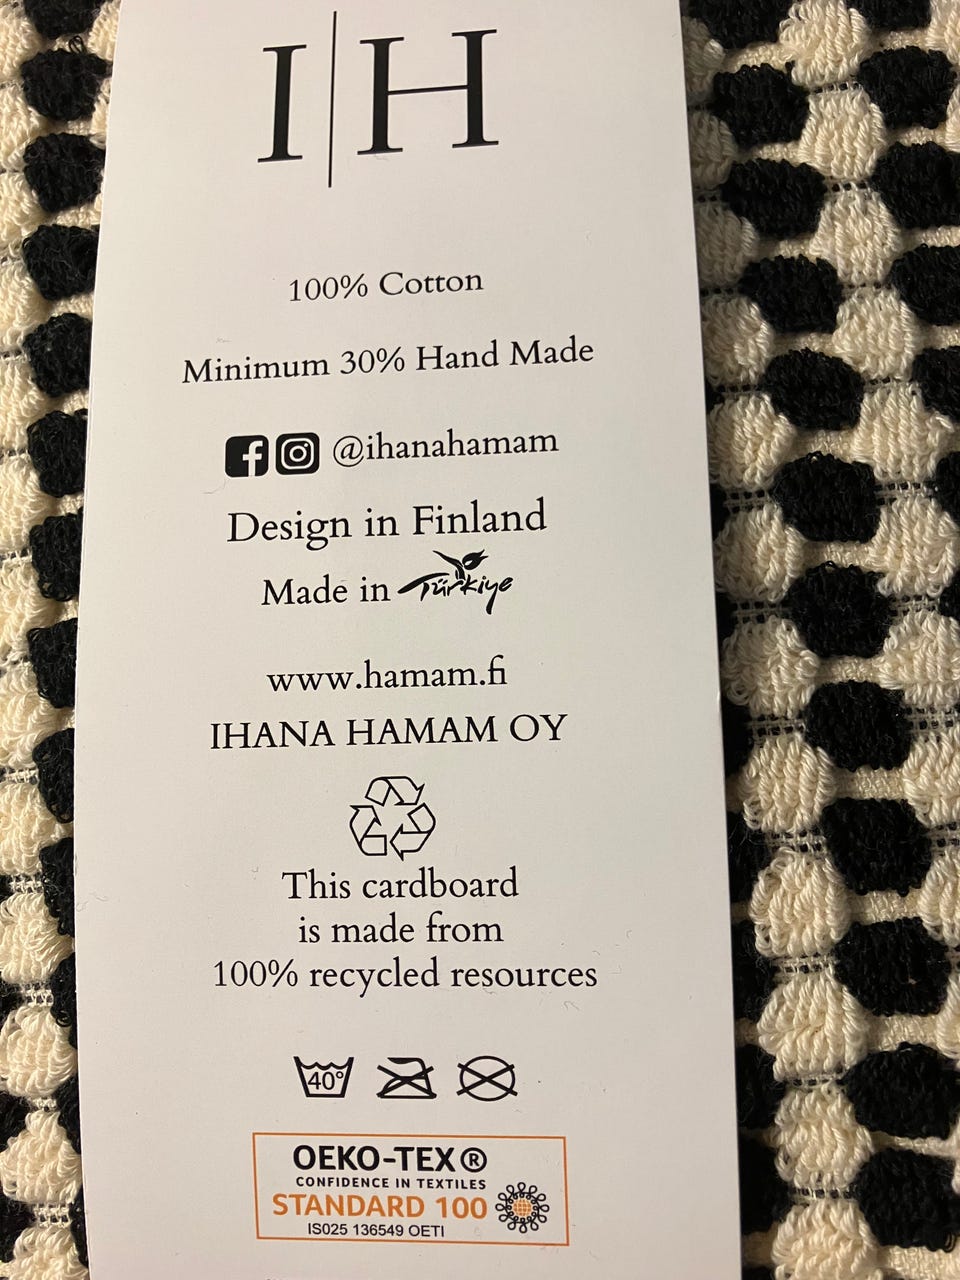 I|H
100% Cotton
Minimum 30% Hand Made
@ihanahamam
Design in Finland
Made in Türkiye
www.hamam.fi
IHANA HAMAM OY
This cardboard
is made from
100% recycled resources
40°
OEKO-TEX®
CONFIDENCE IN TEXTILES
STANDARD 100
IS025 136549 OETI